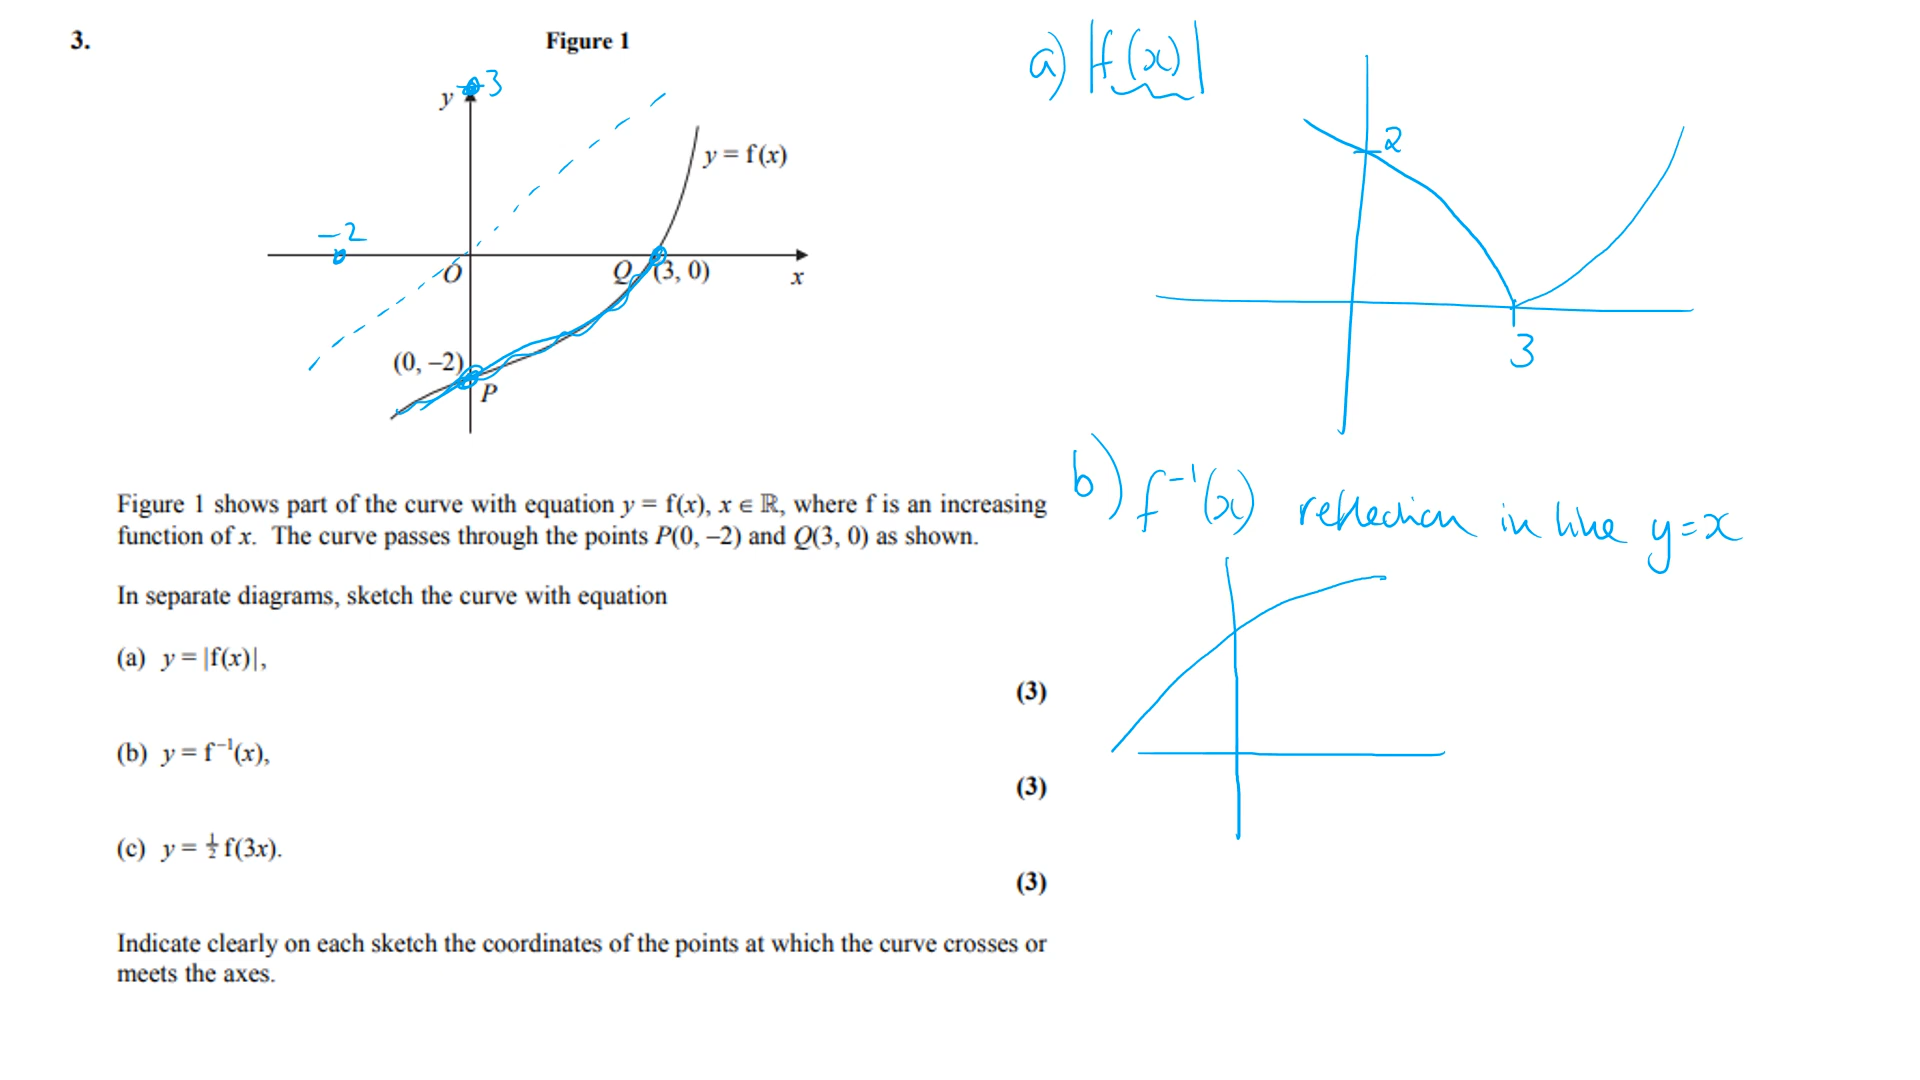 3.
Figure 1
y
3
y = f(x)
–2
O
Q (3, 0)
x
(0, –2)
P
Figure 1 shows part of the curve with equation y = f(x), x ∈ ℝ, where f is an increasing
function of x. The curve passes through the points P(0, –2) and Q(3, 0) as shown.
In separate diagrams, sketch the curve with equation
(a) y = |f(x)|,
(3)
(b) y = f⁻¹(x),
(3)
(c) y = ½ f(3x).
(3)
Indicate clearly on each sketch the coordinates of the points at which the curve crosses or
meets the axes.
a) |f(x)|
2
3
b) f⁻¹(x) reflection in line y=x